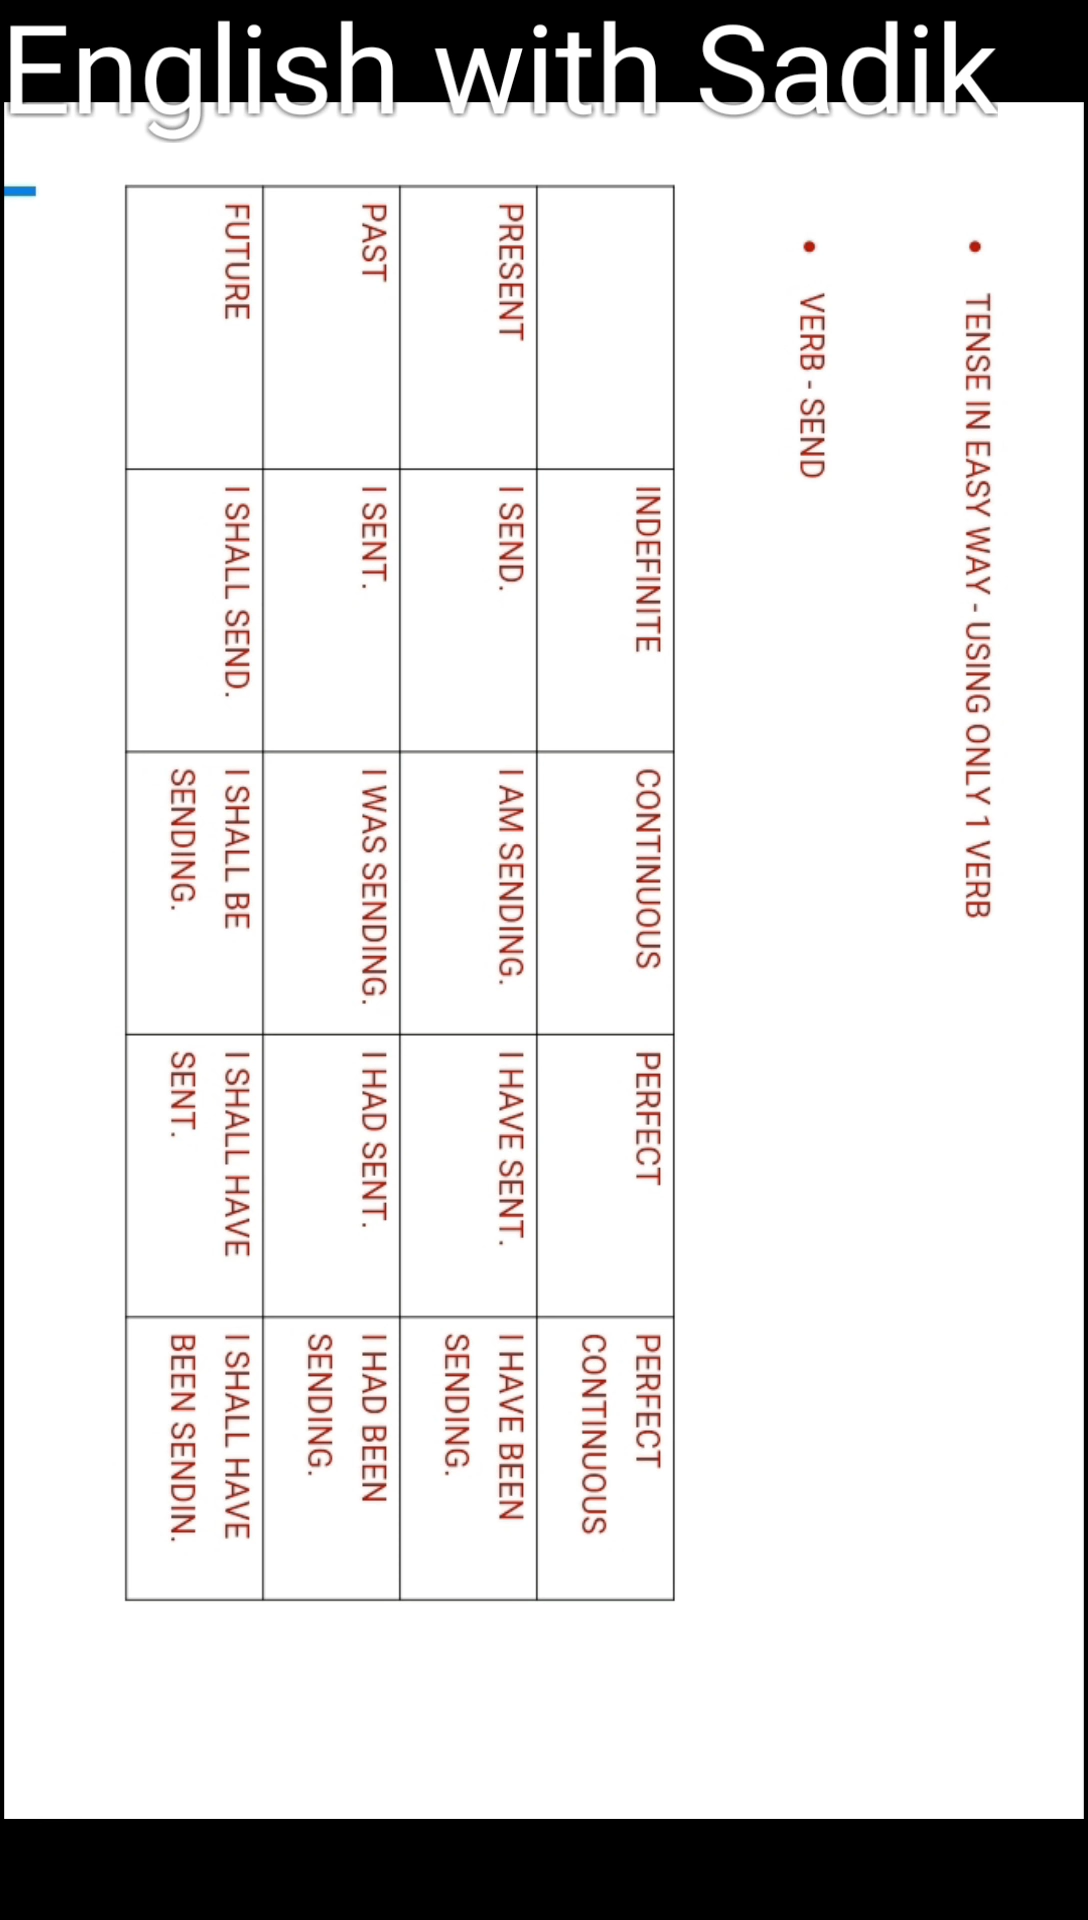 English with Sadik
TENSE IN EASY WAY - USING ONLY 1 VERB
VERB - SEND
INDEFINITE
CONTINUOUS
PERFECT
PERFECT
CONTINUOUS
PRESENT
I SEND.
I AM SENDING.
I HAVE SENT.
I HAVE BEEN
SENDING.
PAST
I SENT.
I WAS SENDING.
I HAD SENT.
I HAD BEEN
SENDING.
FUTURE
I SHALL SEND.
I SHALL BE
SENDING.
I SHALL HAVE
SENT.
I SHALL HAVE
BEEN SENDIN.